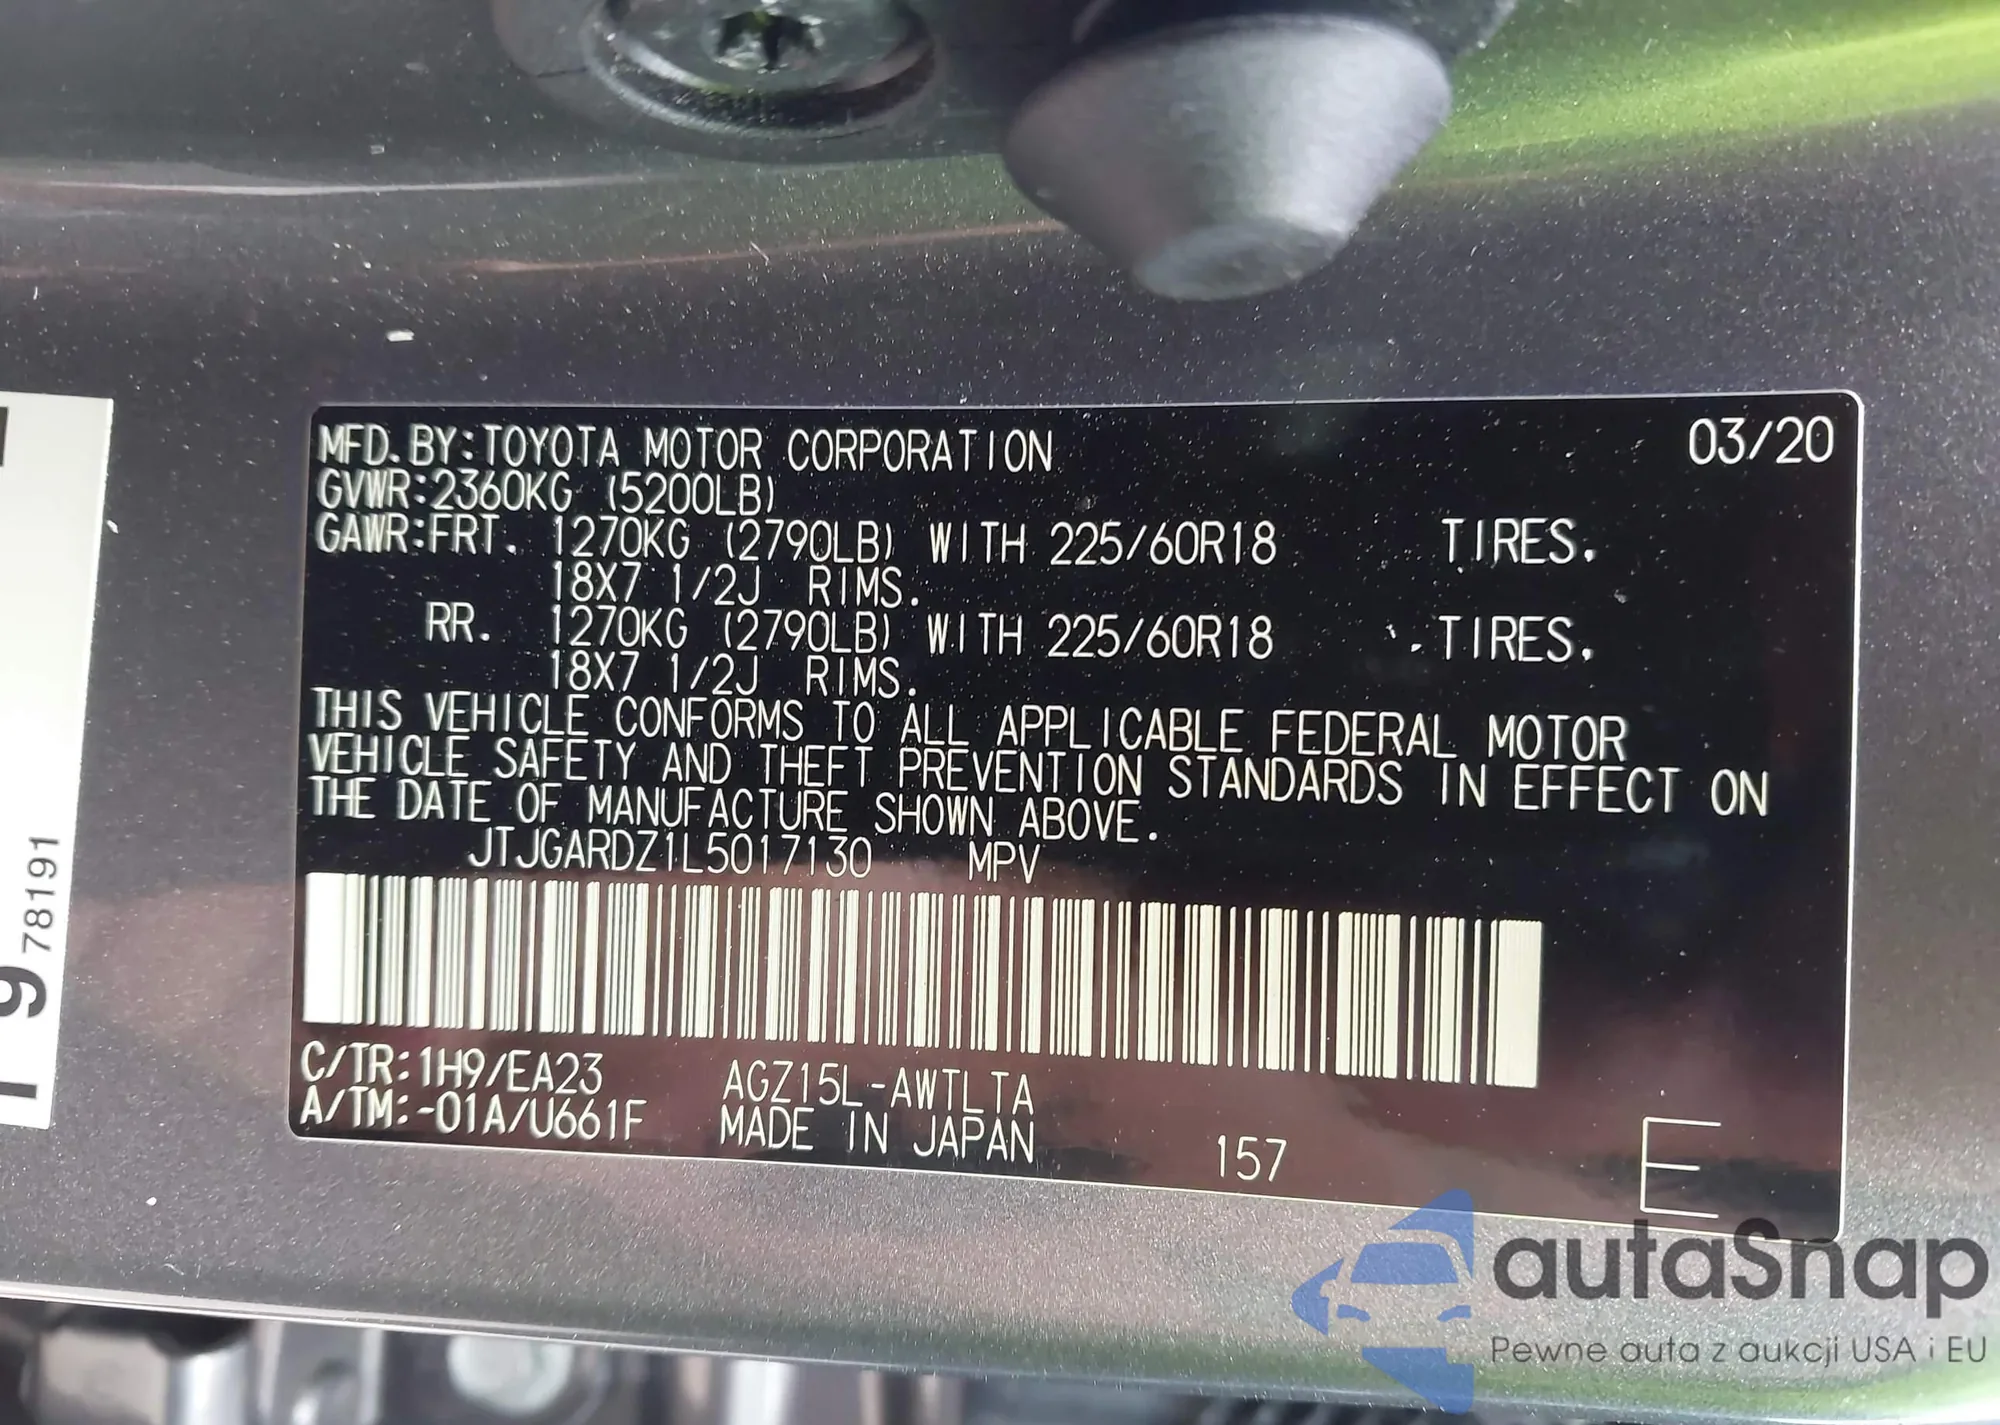 MFD. BY:TOYOTA MOTOR CORPORATION 03/20
GVWR:2360KG (5200LB)
GAWR:FRT. 1270KG (2790LB) WITH 225/60R18 TIRES.
18X7 1/2J RIMS.
RR. 1270KG (2790LB) WITH 225/60R18 TIRES.
18X7 1/2J RIMS.
THIS VEHICLE CONFORMS TO ALL APPLICABLE FEDERAL MOTOR
VEHICLE SAFETY AND THEFT PREVENTION STANDARDS IN EFFECT ON
THE DATE OF MANUFACTURE SHOWN ABOVE.
JTJGARDZ1L5017130 MPV
C/TR:1H9/EA23 AGZ15L-AWTLTA
A/TM:-01A/U661F MADE IN JAPAN 157 E
78191
autaSnap
Pewne auta z aukcji USA i EU